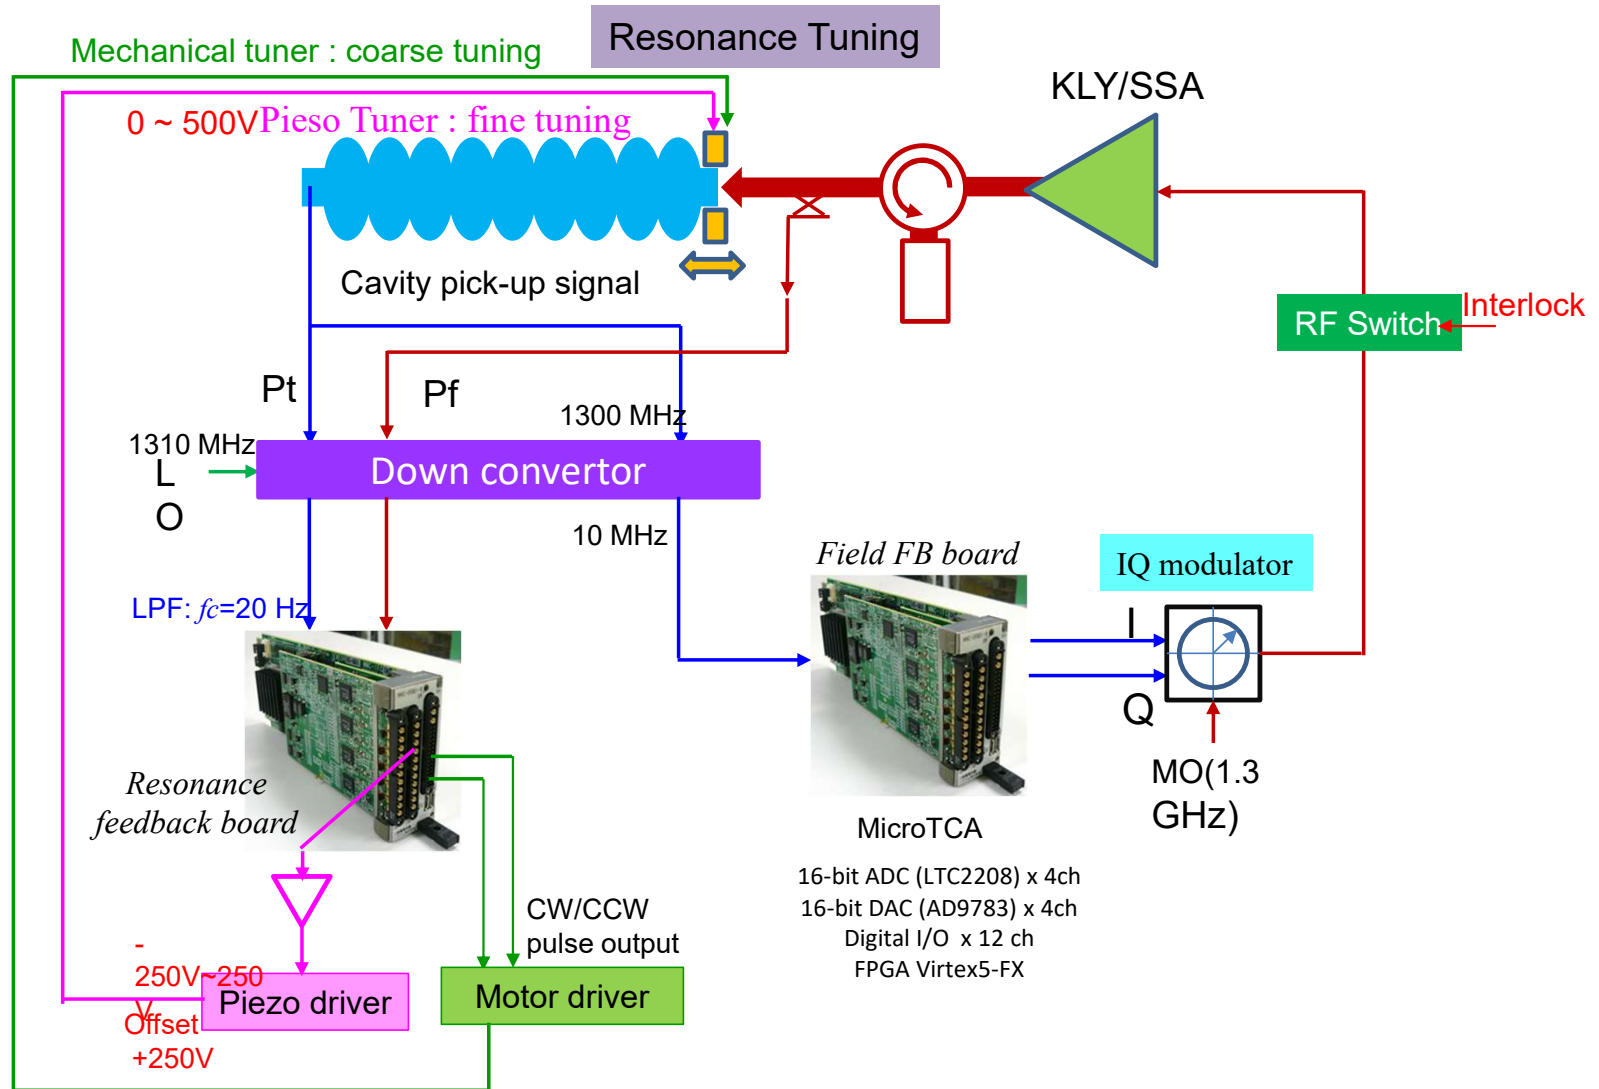 Resonance Tuning
Mechanical tuner : coarse tuning
KLY/SSA
0 ~ 500V
Pieso Tuner : fine tuning
Cavity pick-up signal
Interlock
RF Switch
Pt
Pf
1300 MHz
1310 MHz
L
O
Down convertor
10 MHz
Field FB board
IQ modulator
LPF: fc=20 Hz
I
Q
MO(1.3
GHz)
Resonance
feedback board
MicroTCA
16-bit ADC (LTC2208) x 4ch
16-bit DAC (AD9783) x 4ch
Digital I/O x 12 ch
FPGA Virtex5-FX
CW/CCW
pulse output
-
250V~250
V
Offset
+250V
Piezo driver
Motor driver